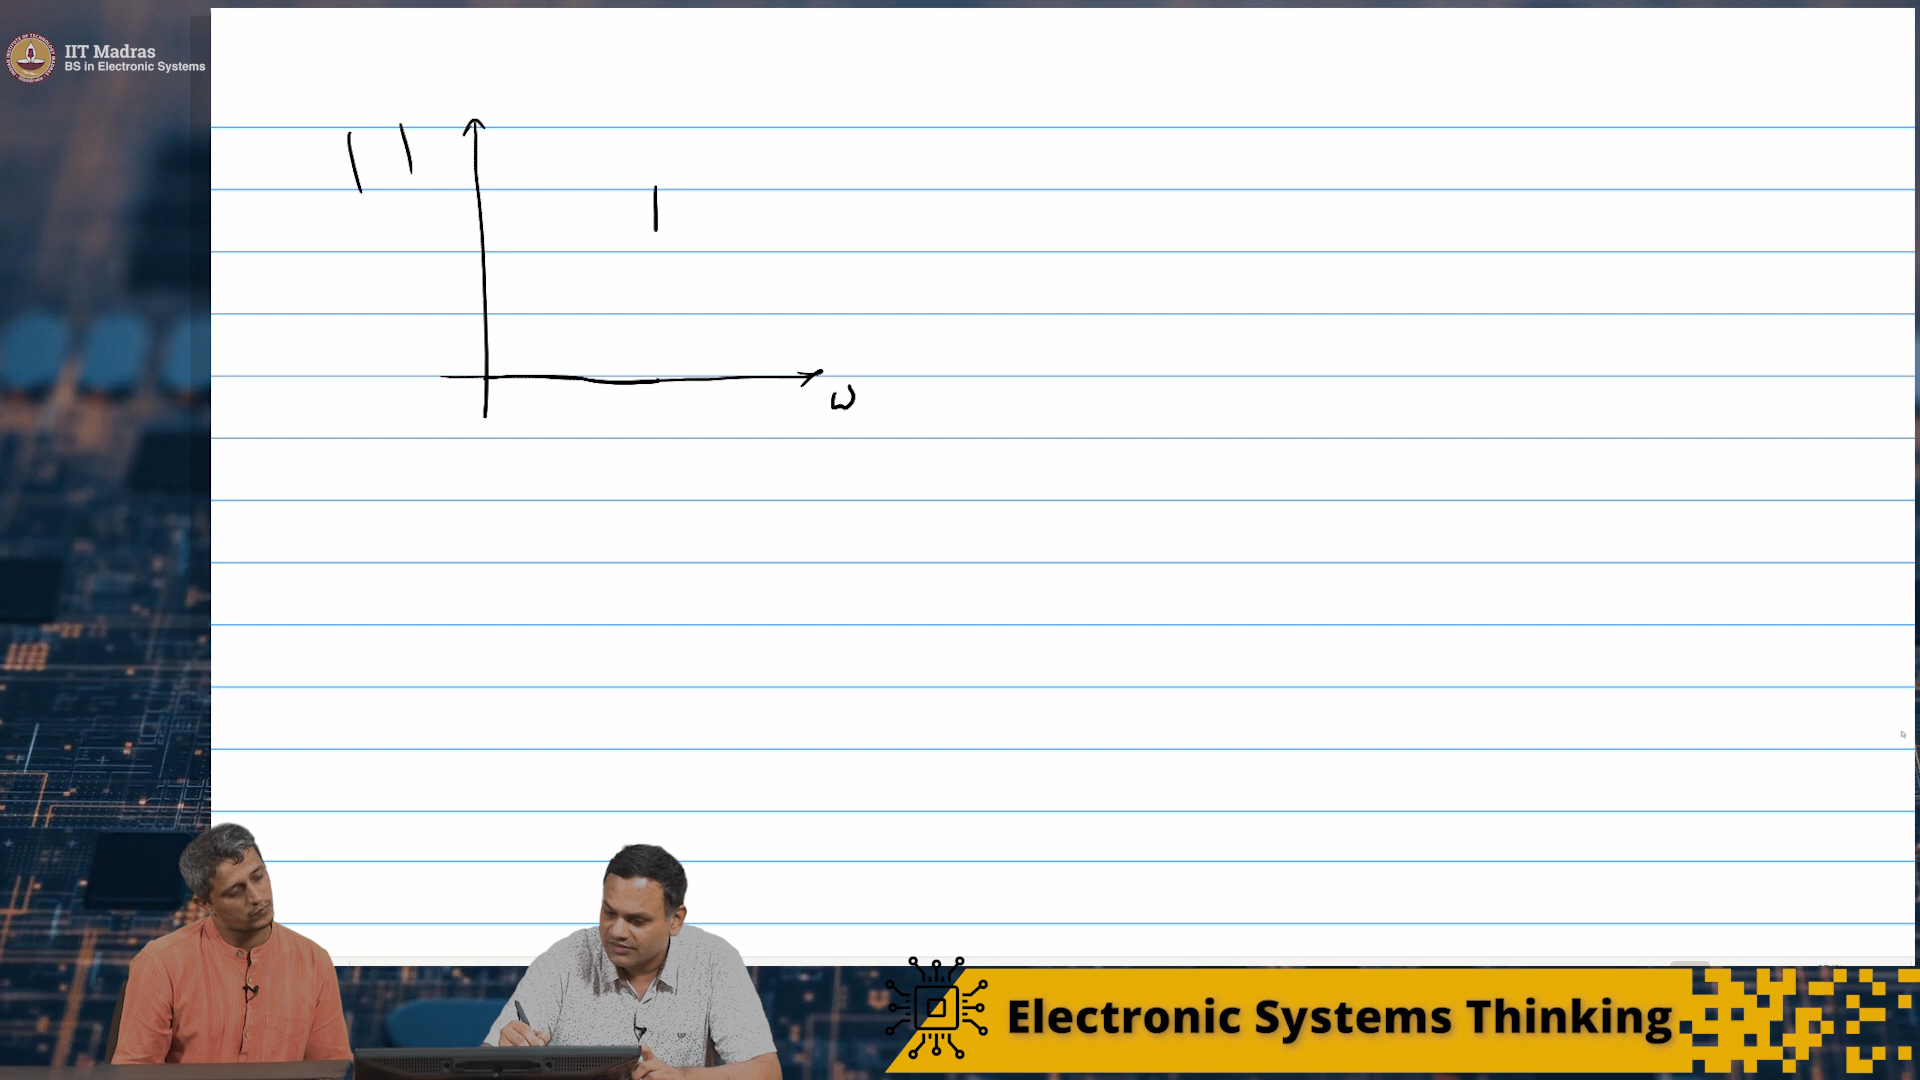 IIT Madras
BS in Electronic Systems
| |
|
ω
Electronic Systems Thinking